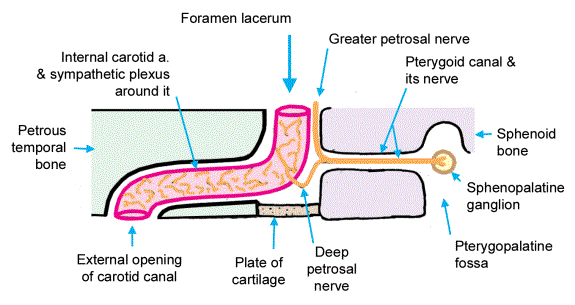 Foramen lacerum
Greater petrosal nerve
Internal carotid a.
& sympathetic plexus
around it
Pterygoid canal &
its nerve
Petrous
temporal
bone
Sphenoid
bone
Sphenopalatine
ganglion
External opening
of carotid canal
Plate of
cartilage
Deep
petrosal
nerve
Pterygopalatine
fossa